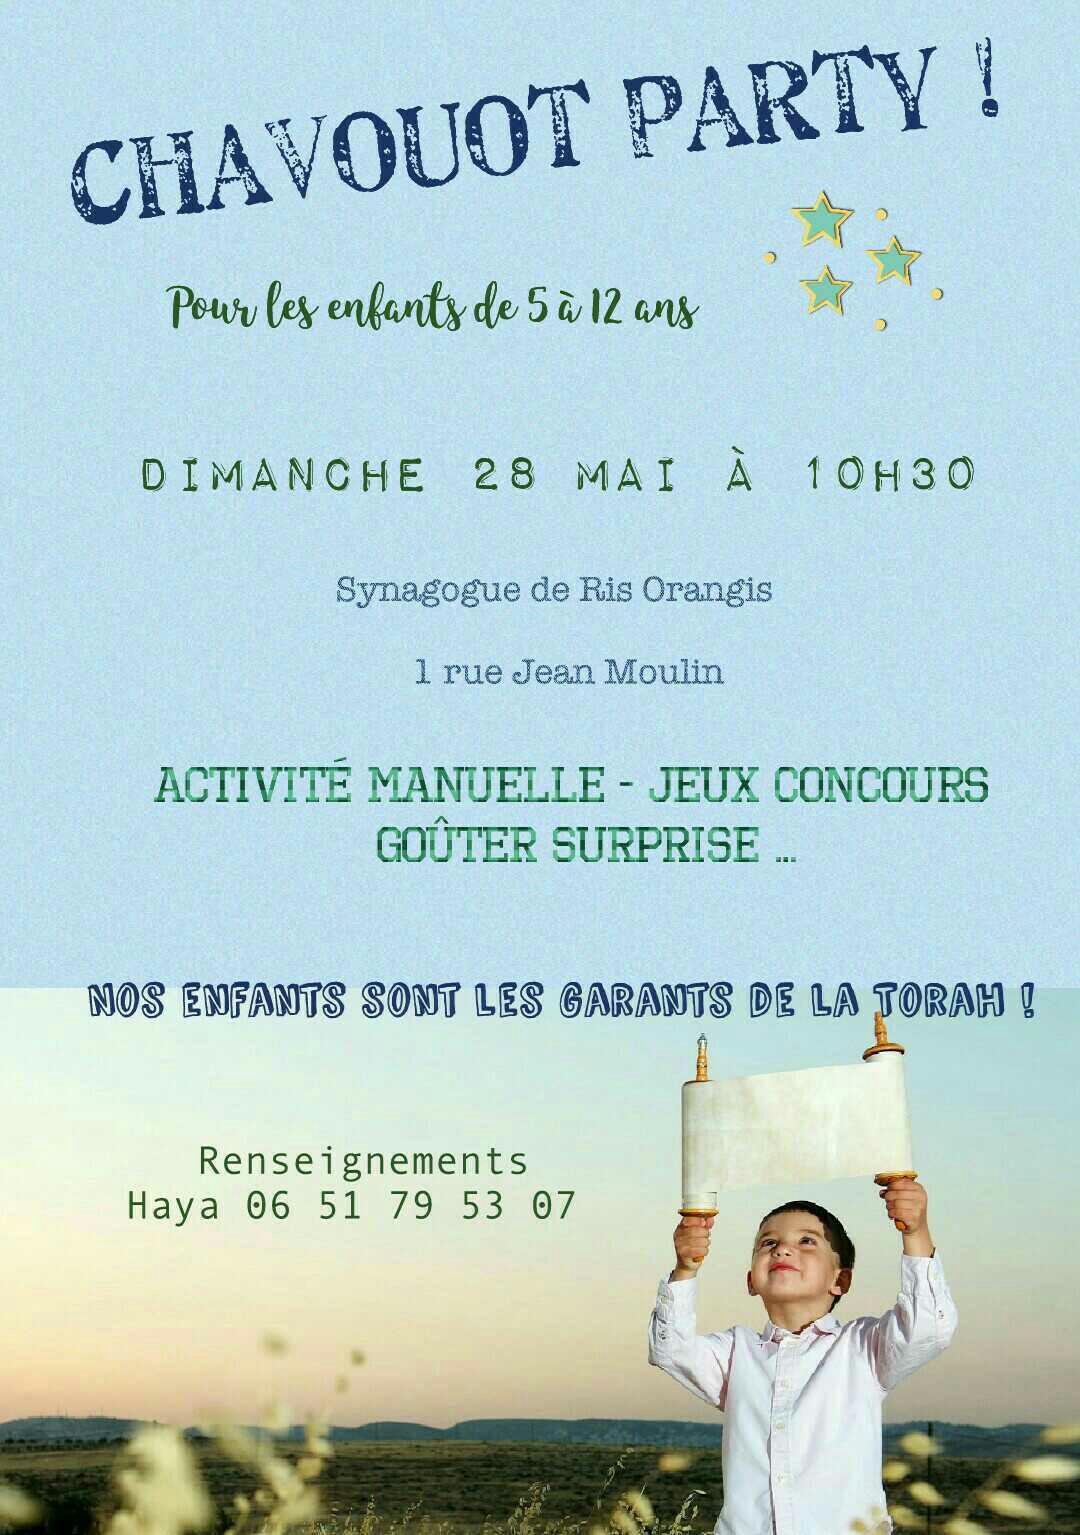 CHAVOUOT PARTY !
Pour les enfants de 5 à 12 ans
DIMANCHE 28 MAI À 10H30
Synagogue de Ris Orangis
1 rue Jean Moulin
ACTIVITÉ MANUELLE - JEUX CONCOURS
GOÛTER SURPRISE ...
NOS ENFANTS SONT LES GARANTS DE LA TORAH !
Renseignements
Haya 06 51 79 53 07